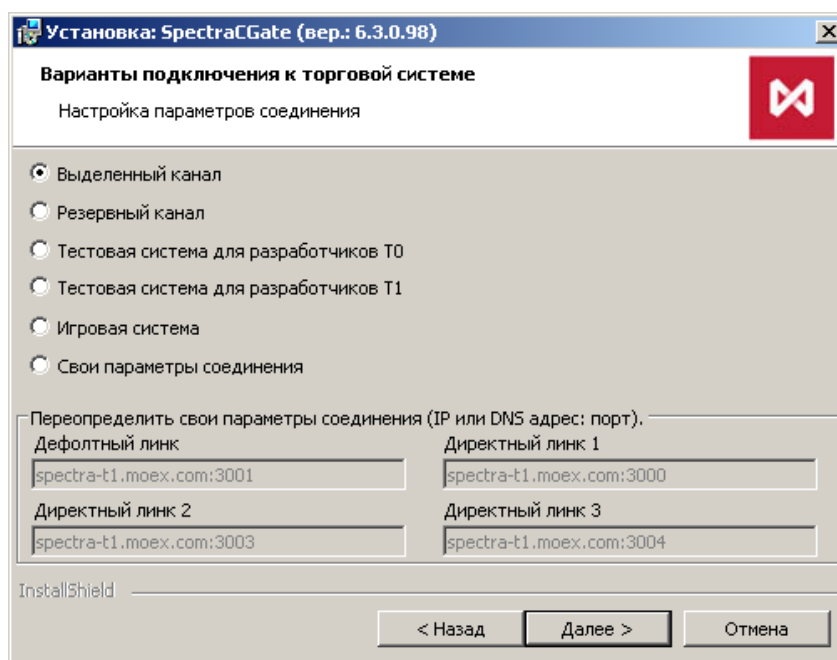 Установка: SpectraCGate (вер.: 6.3.0.98)
Варианты подключения к торговой системе
Настройка параметров соединения
Выделенный канал
Резервный канал
Тестовая система для разработчиков T0
Тестовая система для разработчиков T1
Игровая система
Свои параметры соединения
Переопределить свои параметры соединения (IP или DNS адрес: порт).
Дефолтный линк
Директный линк 1
spectra-t1.moex.com:3001
spectra-t1.moex.com:3000
Директный линк 2
Директный линк 3
spectra-t1.moex.com:3003
spectra-t1.moex.com:3004
InstallShield
< Назад
Далее >
Отмена